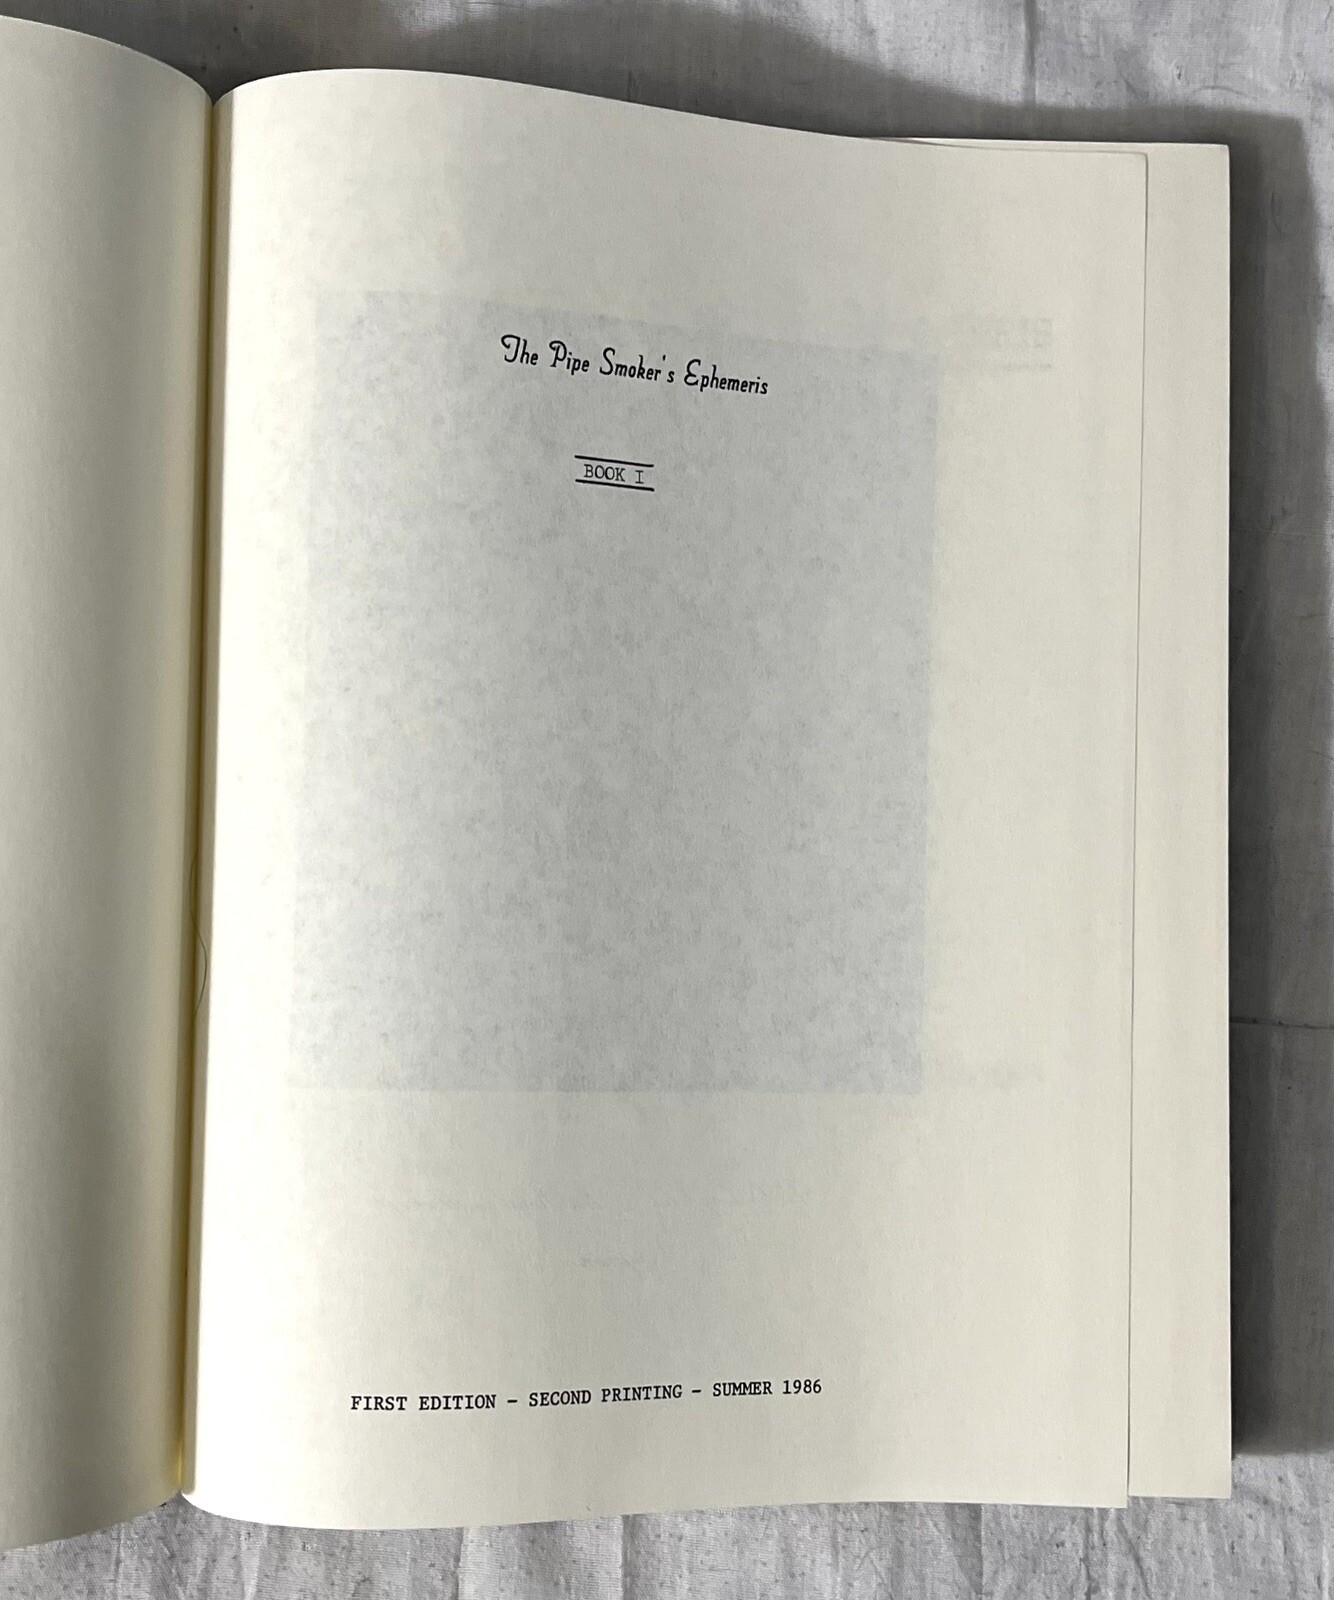 The Pipe Smoker's Ephemeris
BOOK I
FIRST EDITION - SECOND PRINTING - SUMMER 1986